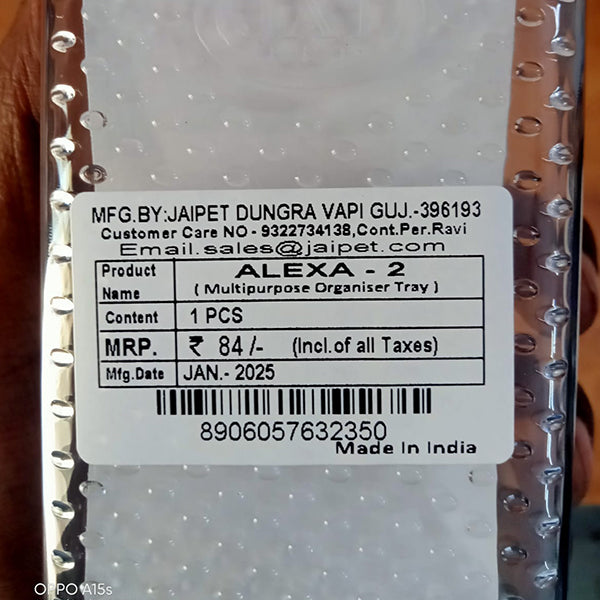 MFG.BY:JAIPET DUNGRA VAPI GUJ.-396193
Customer Care NO - 9322734138,Cont.Per.Ravi
Email.sales@jaipet.com
Product Name ALEXA - 2
( Multipurpose Organiser Tray )
Content 1 PCS
MRP. ₹ 84/- (Incl.of all Taxes)
Mfg.Date JAN.- 2025
8906057632350
Made In India
OPPO A15s